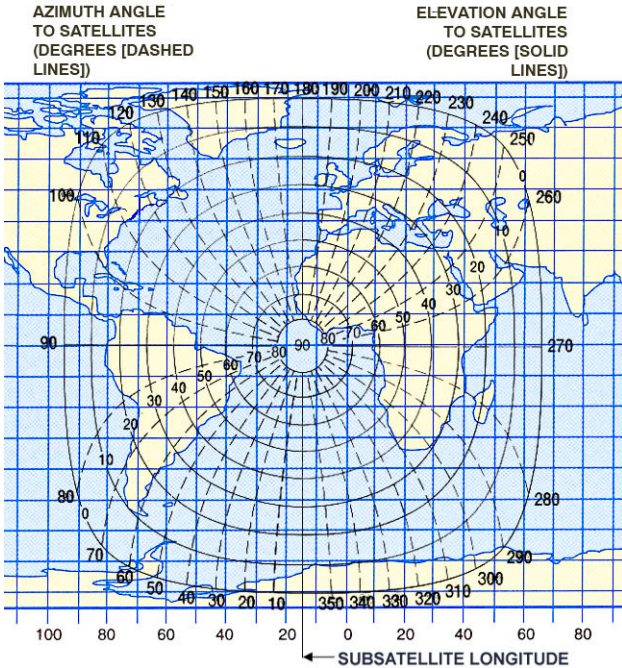 AZIMUTH ANGLE
TO SATELLITES
(DEGREES [DASHED
LINES])
ELEVATION ANGLE
TO SATELLITES
(DEGREES [SOLID
LINES])
130 140 150 160 170 180 190 200 210 220 230
120 240
110 250
100 0 260
10
20
30
40
50
90 70 80 90 80 70 60 270
60
50
40
30
20
10
80 0 280
70 290
60 300
50 310
40 30 20 10 350 340 330 320
100 80 60 40 20 0 20 40 60 80
SUBSATELLITE LONGITUDE